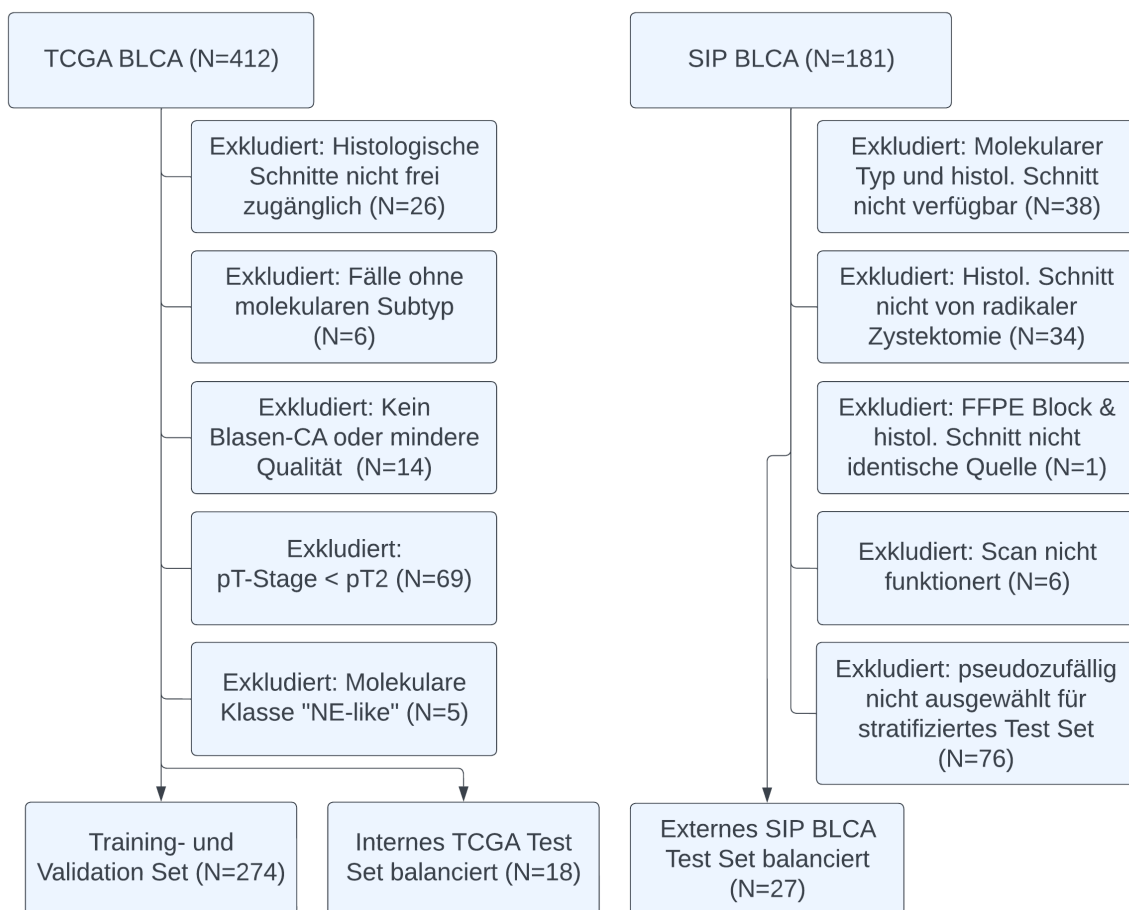 TCGA BLCA (N=412)
Exkludiert: Histologische
Schnitte nicht frei
zugänglich (N=26)
Exkludiert: Fälle ohne
molekularen Subtyp
(N=6)
Exkludiert: Kein
Blasen-CA oder mindere
Qualität  (N=14)
Exkludiert:
pT-Stage < pT2 (N=69)
Exkludiert: Molekulare
Klasse "NE-like" (N=5)
Training- und
Validation Set (N=274)
Internes TCGA Test
Set balanciert (N=18)
SIP BLCA (N=181)
Exkludiert: Molekularer
Typ und histol. Schnitt
nicht verfügbar (N=38)
Exkludiert: Histol. Schnitt
nicht von radikaler
Zystektomie (N=34)
Exkludiert: FFPE Block &
histol. Schnitt nicht
identische Quelle (N=1)
Exkludiert: Scan nicht
funktionert (N=6)
Exkludiert: pseudozufällig
nicht ausgewählt für
stratifiziertes Test Set
(N=76)
Externes SIP BLCA
Test Set balanciert
(N=27)